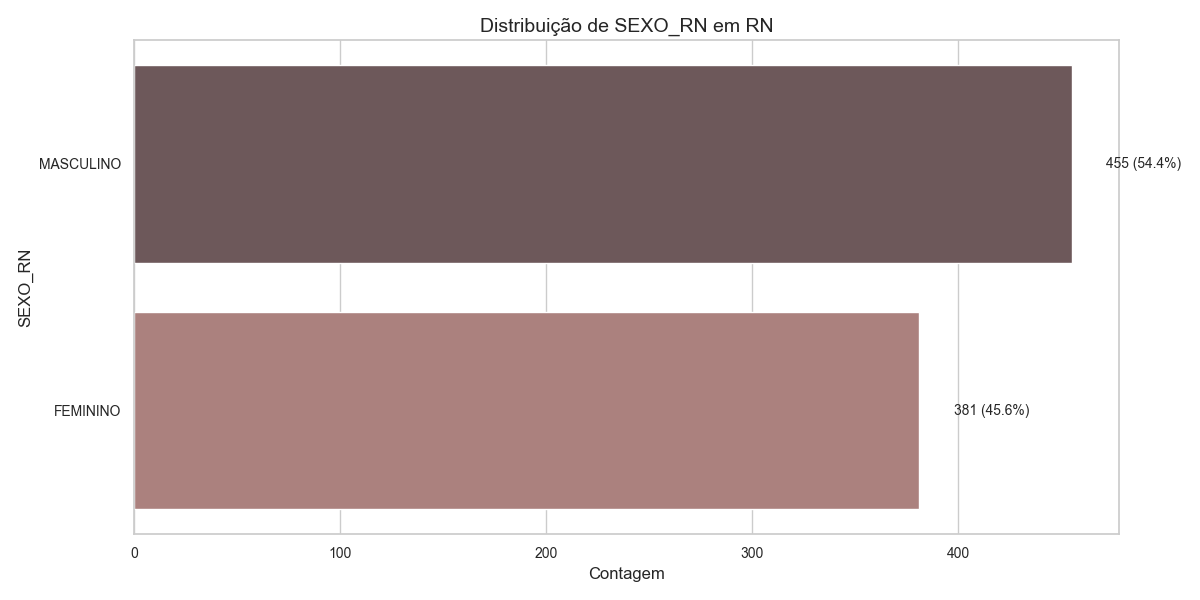 Distribuição de SEXO_RN em RN
SEXO_RN
MASCULINO
455 (54.4%)
FEMININO
381 (45.6%)
0
100
200
300
400
Contagem